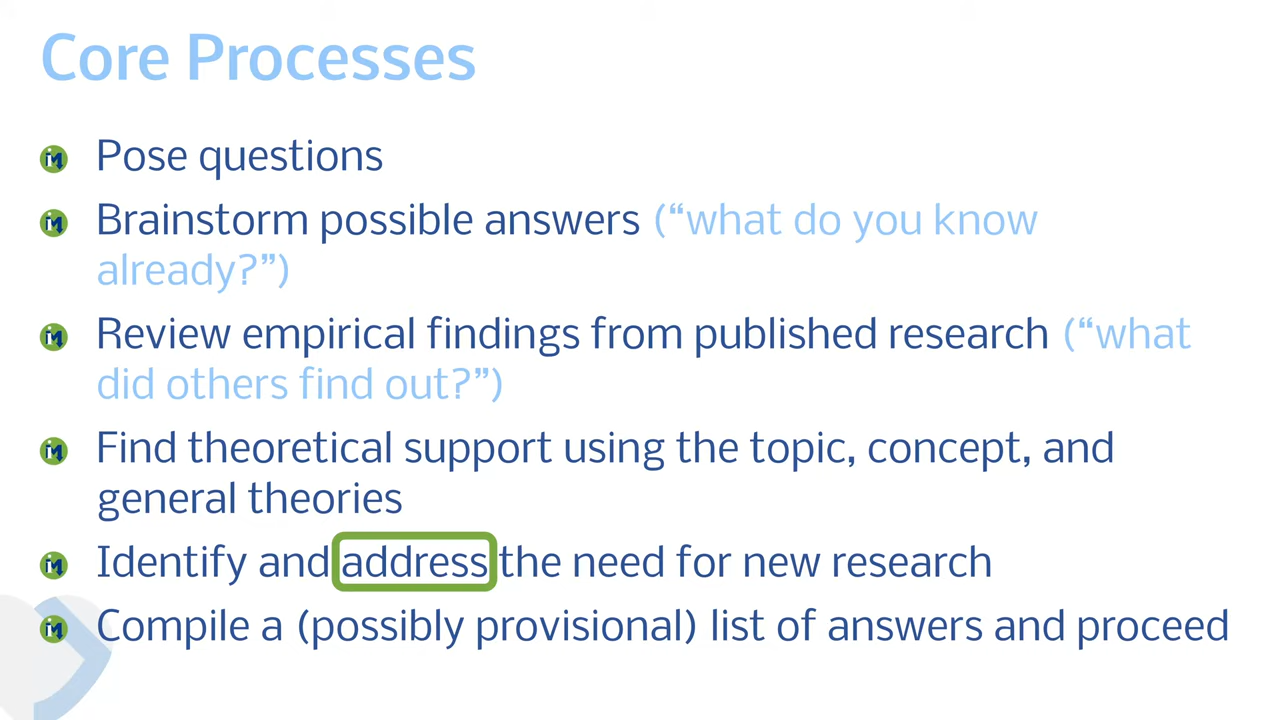 Core Processes
Pose questions
Brainstorm possible answers (“what do you know
already?”)
Review empirical findings from published research (“what
did others find out?”)
Find theoretical support using the topic, concept, and
general theories
Identify and address the need for new research
Compile a (possibly provisional) list of answers and proceed